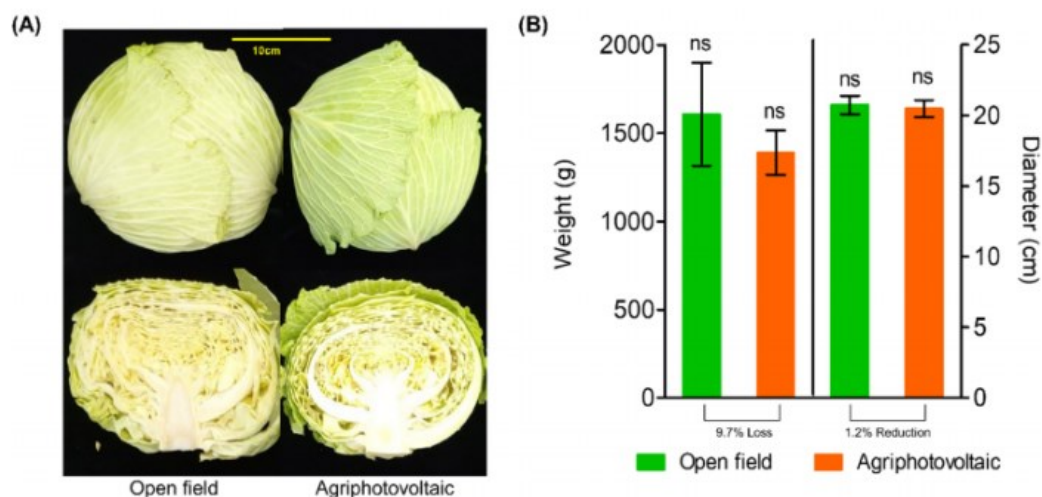 (A)
10cm
Open field
Agriphotovoltaic
(B)
Weight (g)
2000
1500
1000
500
0
ns
ns
ns
ns
25
20
15
10
5
0
Diameter (cm)
9.7% Loss
1.2% Reduction
Open field
Agriphotovoltaic